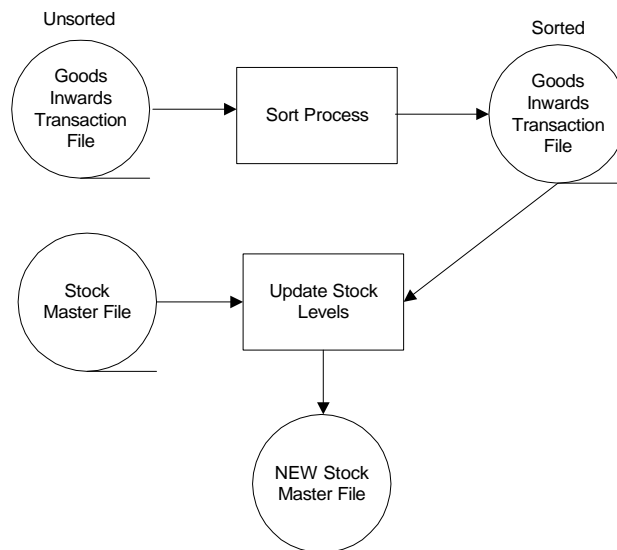 Unsorted
Sorted
Goods
Inwards
Transaction
File
Sort Process
Goods
Inwards
Transaction
File
Stock
Master File
Update Stock
Levels
NEW Stock
Master File